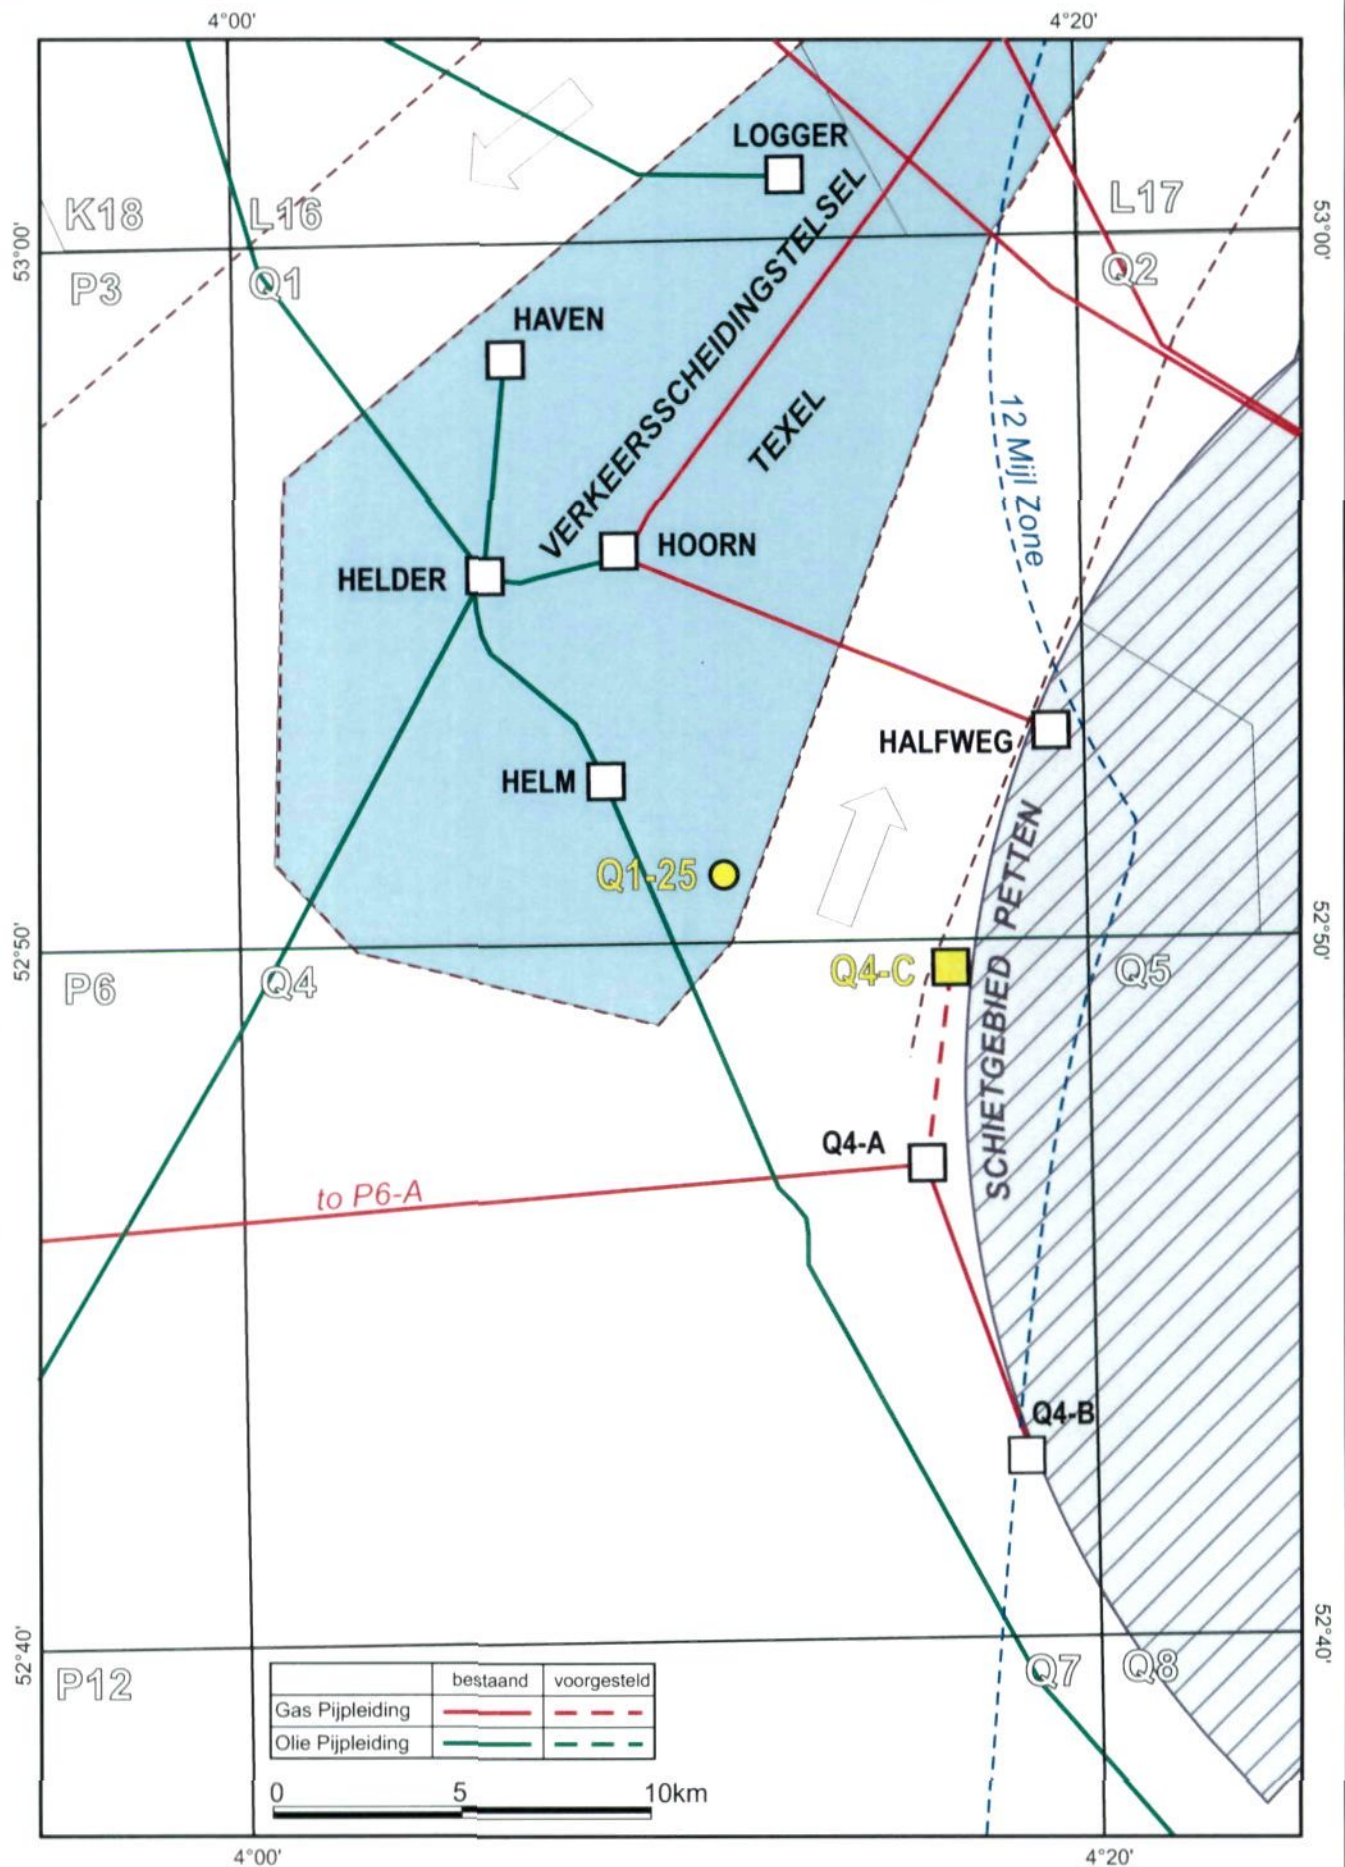 4°00'
4°20'
LOGGER
K18
L16
L17
53°00'
53°00'
P3
Q1
Q2
HAVEN
VERKEERSSCHEIDINGSTELSEL
TEXEL
12 Mijl Zone
HOORN
HELDER
HALFWEG
HELM
Q1-25
SCHIETGEBIED PETTEN
52°50'
52°50'
P6
Q4
Q4-C
Q5
Q4-A
to P6-A
Q4-B
52°40'
52°40'
P12
Q7
Q8
bestaand voorgesteld
Gas Pijpleiding
Olie Pijpleiding
0 5 10km
4°00'
4°20'